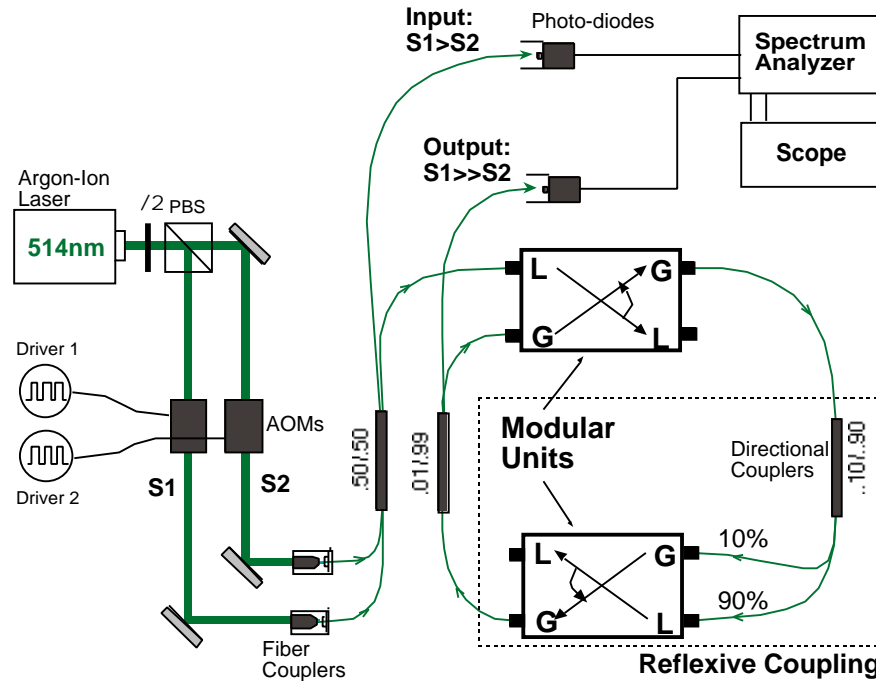 Input:
S1>S2
Photo-diodes
Spectrum
Analyzer
Scope
Output:
S1>>S2
Argon-Ion
Laser
/2
PBS
514nm
L
G
G
L
Driver 1
Driver 2
AOMs
S1
S2
.50/.50
.01/.99
Modular
Units
Directional
Couplers
.10/.90
10%
90%
L
G
G
L
Fiber
Couplers
Reflexive Coupling